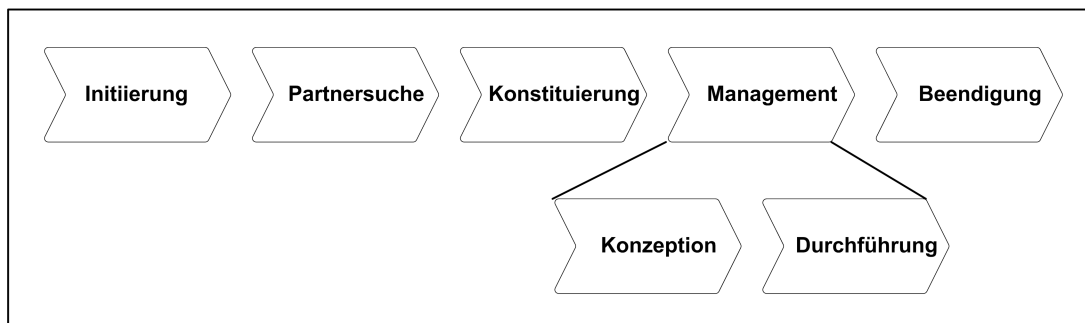 Initiierung
Partnersuche
Konstituierung
Management
Beendigung
Konzeption
Durchführung